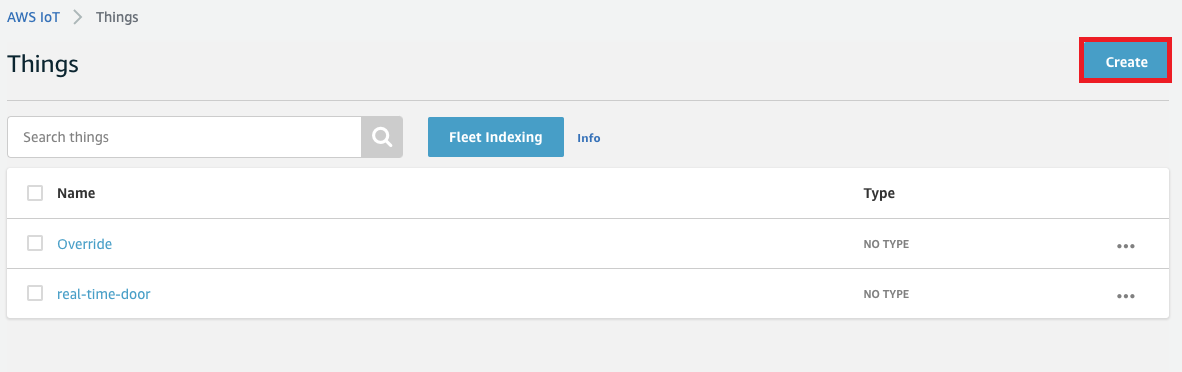 AWS IoT > Things
Things
Create
Search things
Fleet Indexing
Info
Name Type
Override NO TYPE
real-time-door NO TYPE